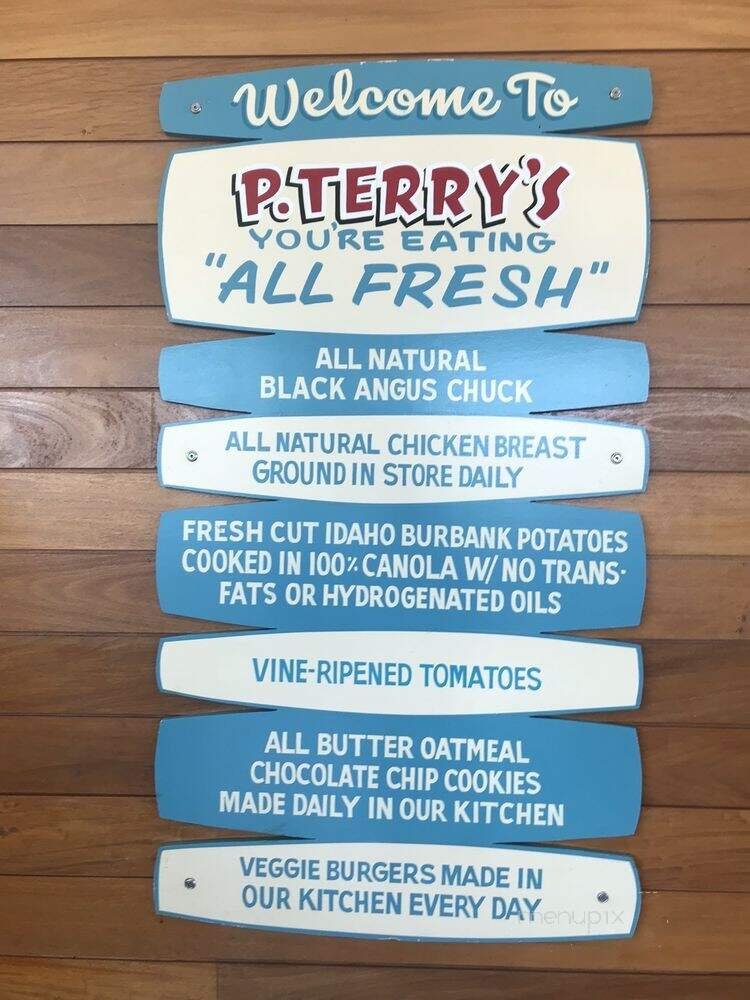 Welcome To
P. TERRY'S
YOU'RE EATING
"ALL FRESH"
ALL NATURAL
BLACK ANGUS CHUCK
ALL NATURAL CHICKEN BREAST
GROUND IN STORE DAILY
FRESH CUT IDAHO BURBANK POTATOES
COOKED IN 100% CANOLA W/ NO TRANS-
FATS OR HYDROGENATED OILS
VINE-RIPENED TOMATOES
ALL BUTTER OATMEAL
CHOCOLATE CHIP COOKIES
MADE DAILY IN OUR KITCHEN
VEGGIE BURGERS MADE IN
OUR KITCHEN EVERY DAY
menupix